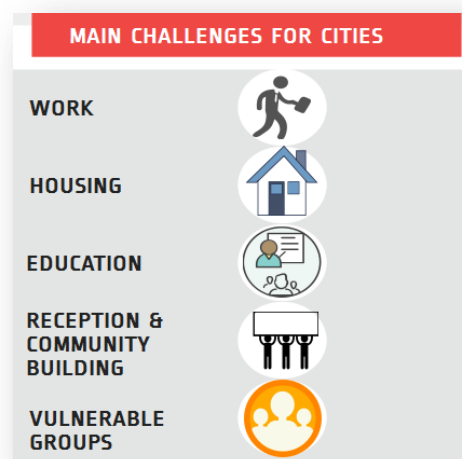 MAIN CHALLENGES FOR CITIES
WORK
HOUSING
EDUCATION
RECEPTION &
COMMUNITY
BUILDING
VULNERABLE
GROUPS